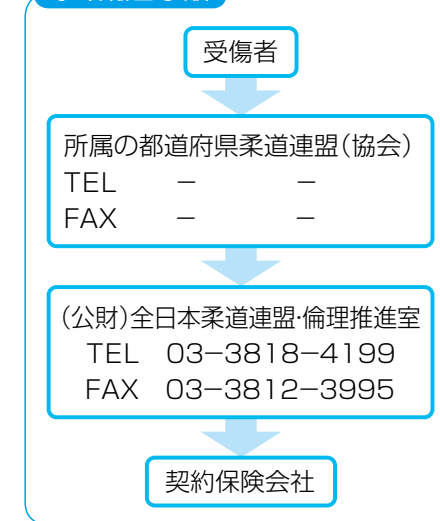 受傷者
所属の都道府県柔道連盟(協会)
TEL　　－　　　－
FAX　　－　　　－
(公財)全日本柔道連盟・倫理推進室
TEL　03－3818－4199
FAX　03－3812－3995
契約保険会社